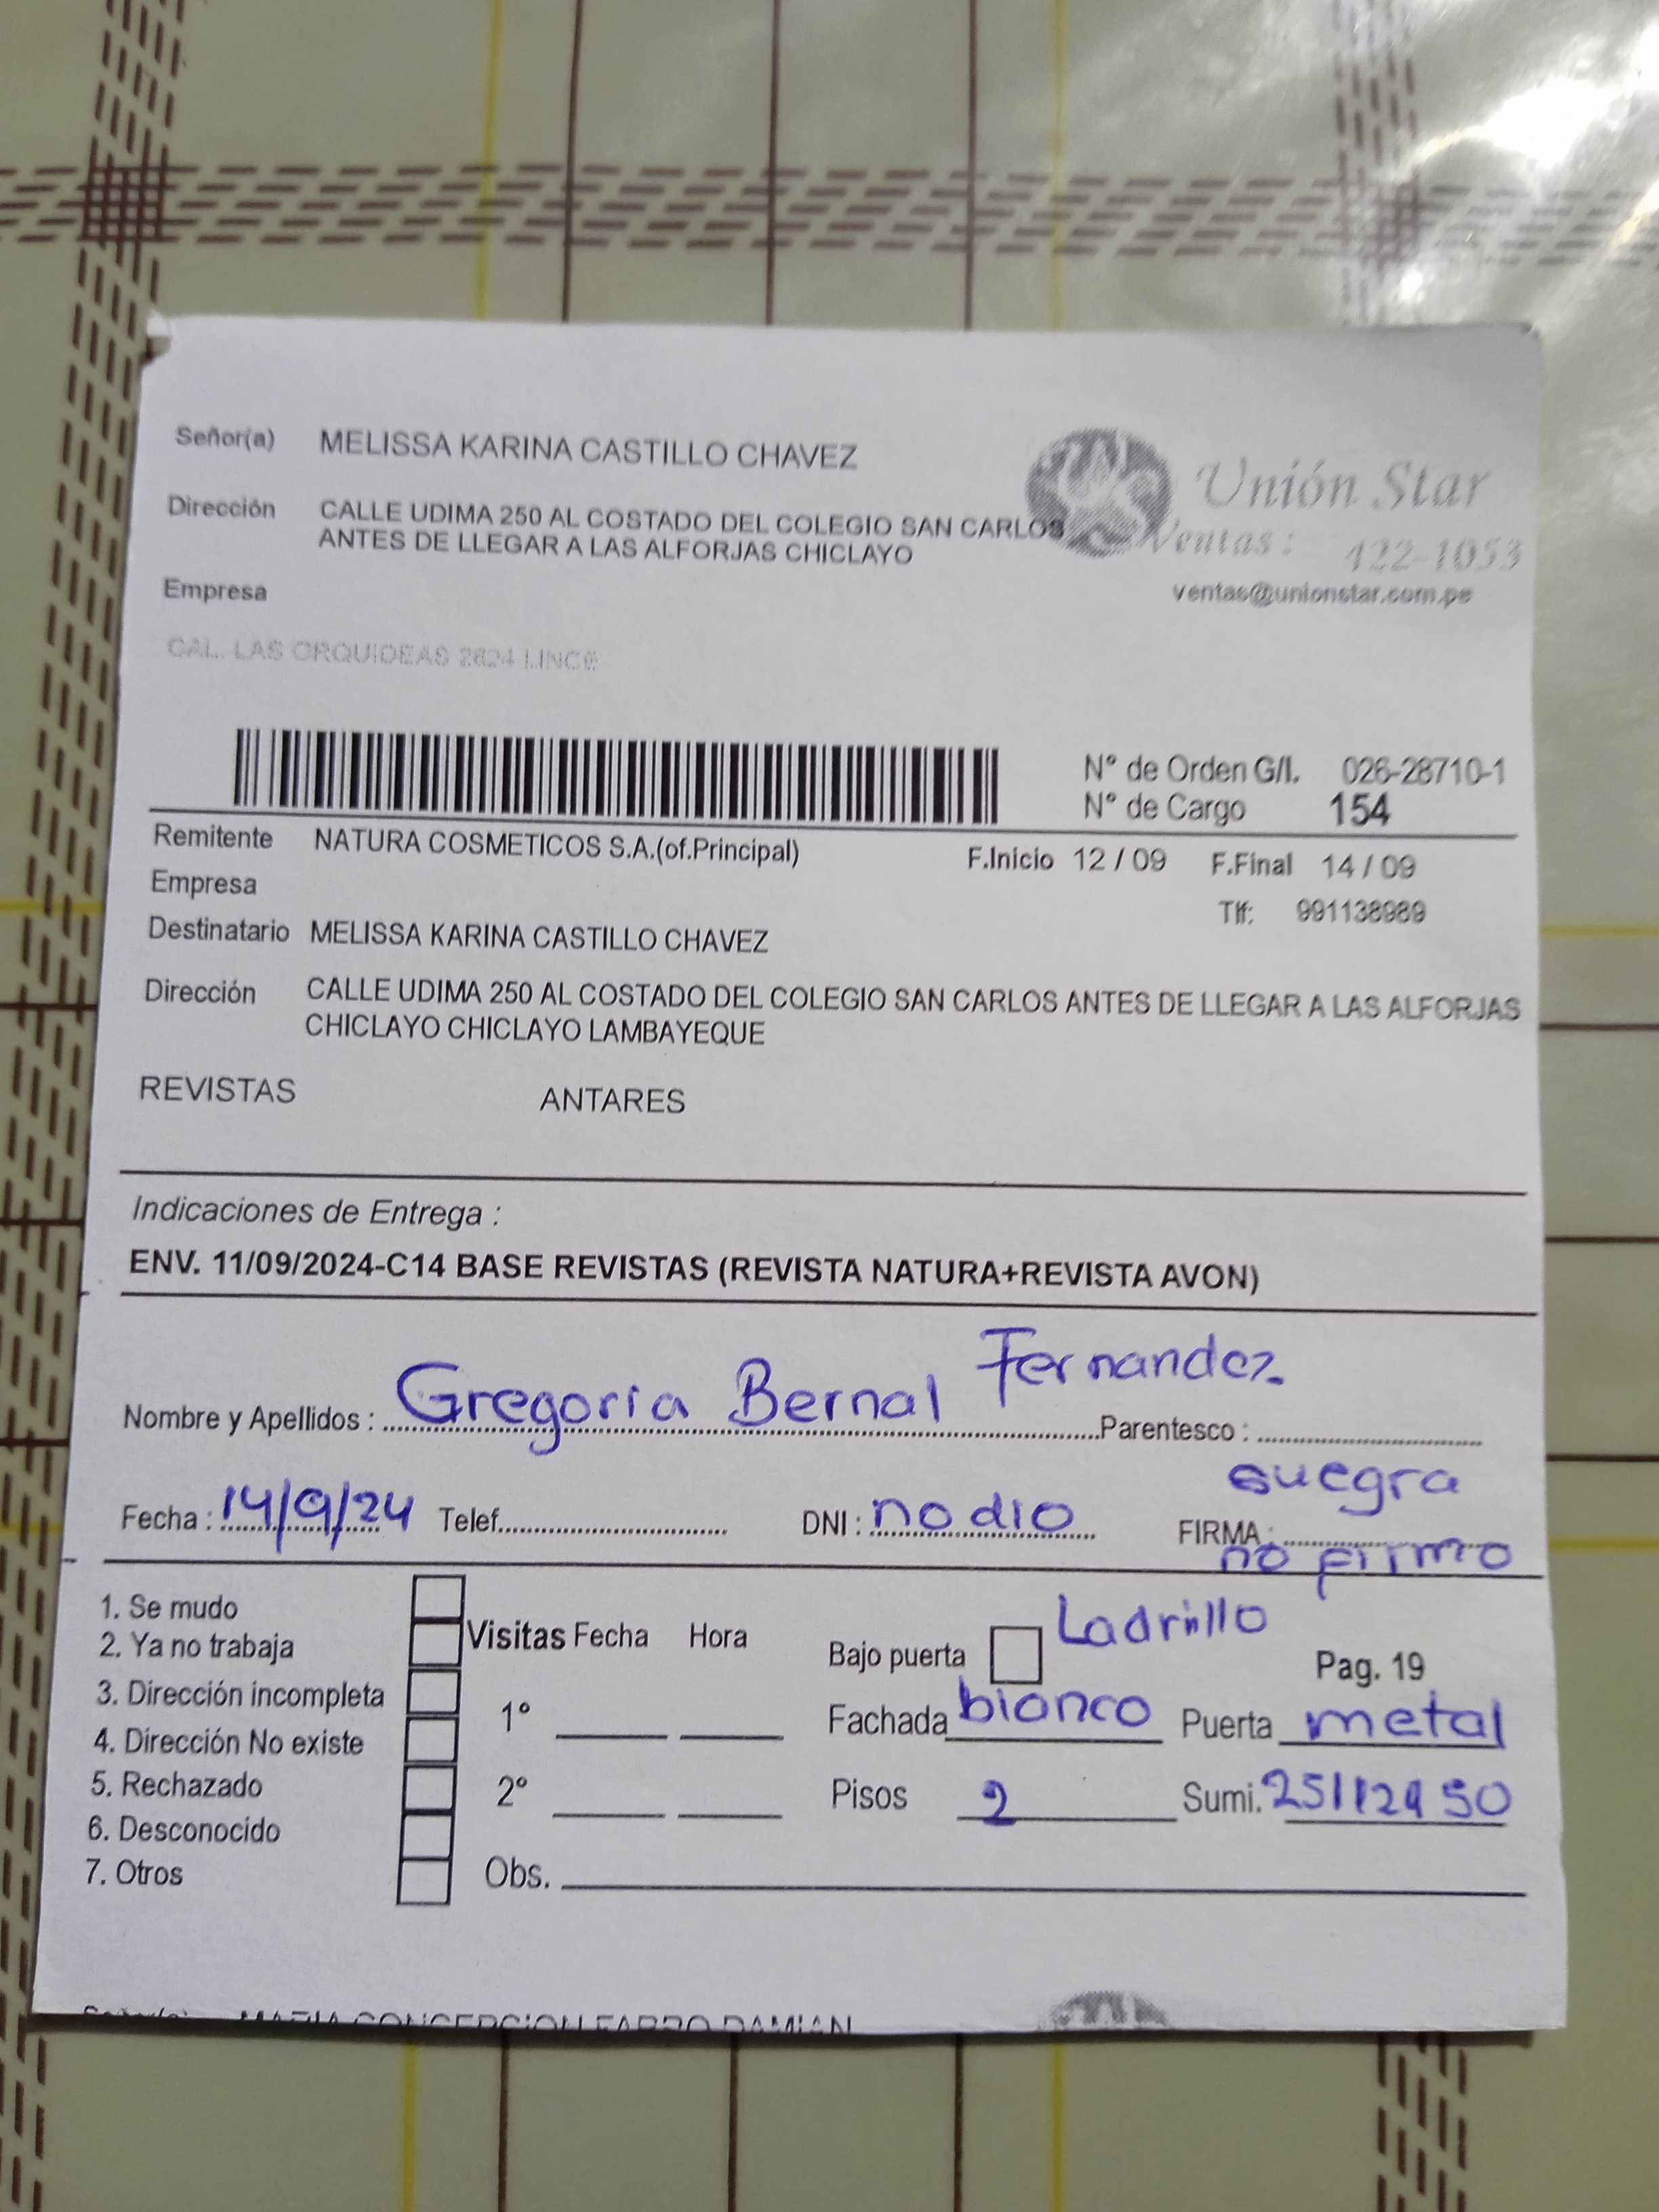 Señor(a) MELISSA KARINA CASTILLO CHAVEZ
Unión Star
Dirección CALLE UDIMA 250 AL COSTADO DEL COLEGIO SAN CARLOS
ANTES DE LLEGAR A LAS ALFORJAS CHICLAYO
Ventas: 422-1053
Empresa
ventas@unionstar.com.pe
CAL. LAS ORQUIDEAS 2624 LINCE
N° de Orden G/I. 026-28710-1
N° de Cargo 154
Remitente NATURA COSMETICOS S.A.(of.Principal)
F.Inicio 12 / 09 F.Final 14 / 09
Empresa
Tlf: 991138989
Destinatario MELISSA KARINA CASTILLO CHAVEZ
Dirección CALLE UDIMA 250 AL COSTADO DEL COLEGIO SAN CARLOS ANTES DE LLEGAR A LAS ALFORJAS
CHICLAYO CHICLAYO LAMBAYEQUE
REVISTAS ANTARES
Indicaciones de Entrega :
ENV. 11/09/2024-C14 BASE REVISTAS (REVISTA NATURA+REVISTA AVON)
Nombre y Apellidos : Gregoria Bernal Fernandez Parentesco :
suegra
Fecha : 14/9/24 Telef. DNI : no dio FIRMA :
no firmo
1. Se mudo
2. Ya no trabaja
3. Dirección incompleta
4. Dirección No existe
5. Rechazado
6. Desconocido
7. Otros
Visitas Fecha Hora
1°
2°
Obs.
Ladrillo
Bajo puerta Pag. 19
Fachada blanco Puerta metal
Pisos 2 Sumi. 25112950
Señor(a) MARIA CONCEPCION FARRO DAMIAN